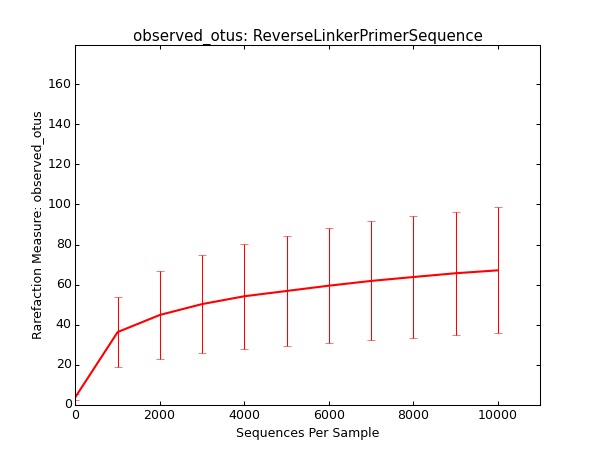 observed_otus: ReverseLinkerPrimerSequence
Rarefaction Measure: observed_otus
160
140
120
100
80
60
40
20
0
0 2000 4000 6000 8000 10000
Sequences Per Sample